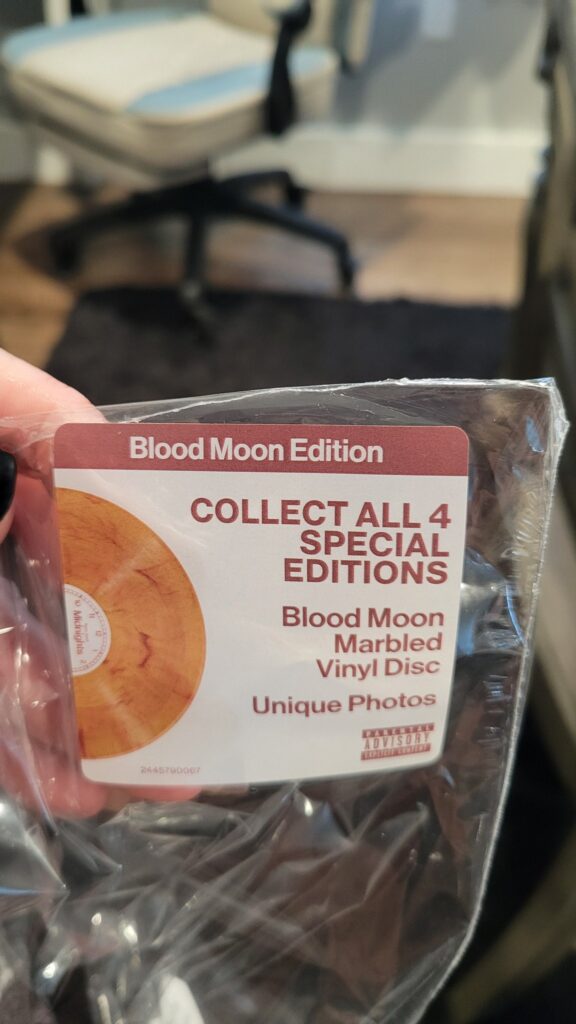 Blood Moon Edition
COLLECT ALL 4
SPECIAL
EDITIONS
Blood Moon
Marbled
Vinyl Disc
Unique Photos
PARENTAL
ADVISORY
EXPLICIT CONTENT
Midnights
2445790067